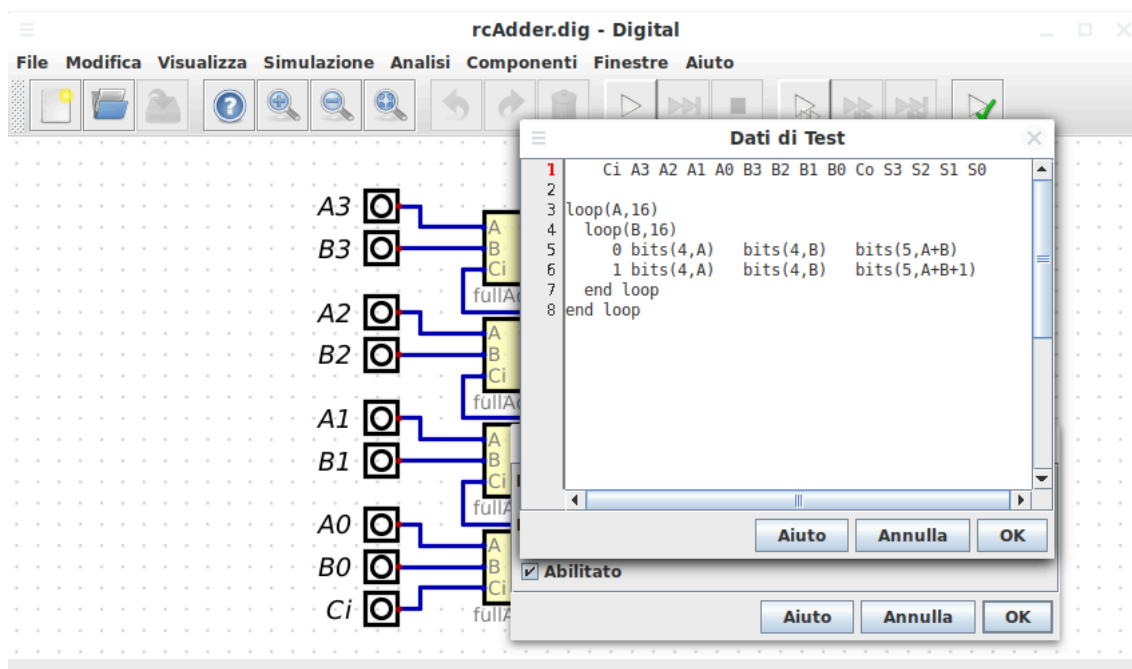 rcAdder.dig - Digital
File Modifica Visualizza Simulazione Analisi Componenti Finestre Aiuto
Dati di Test
1 Ci A3 A2 A1 A0 B3 B2 B1 B0 Co S3 S2 S1 S0
2
3 loop(A,16)
4 loop(B,16)
5 0 bits(4,A) bits(4,B) bits(5,A+B)
6 1 bits(4,A) bits(4,B) bits(5,A+B+1)
7 end loop
8 end loop
Aiuto Annulla OK
Abilitato
Aiuto Annulla OK
A3
A
B3
B
Ci
A2
A
B2
B
Ci
A1
A
B1
B
Ci
A0
A
B0
B
Ci
Ci